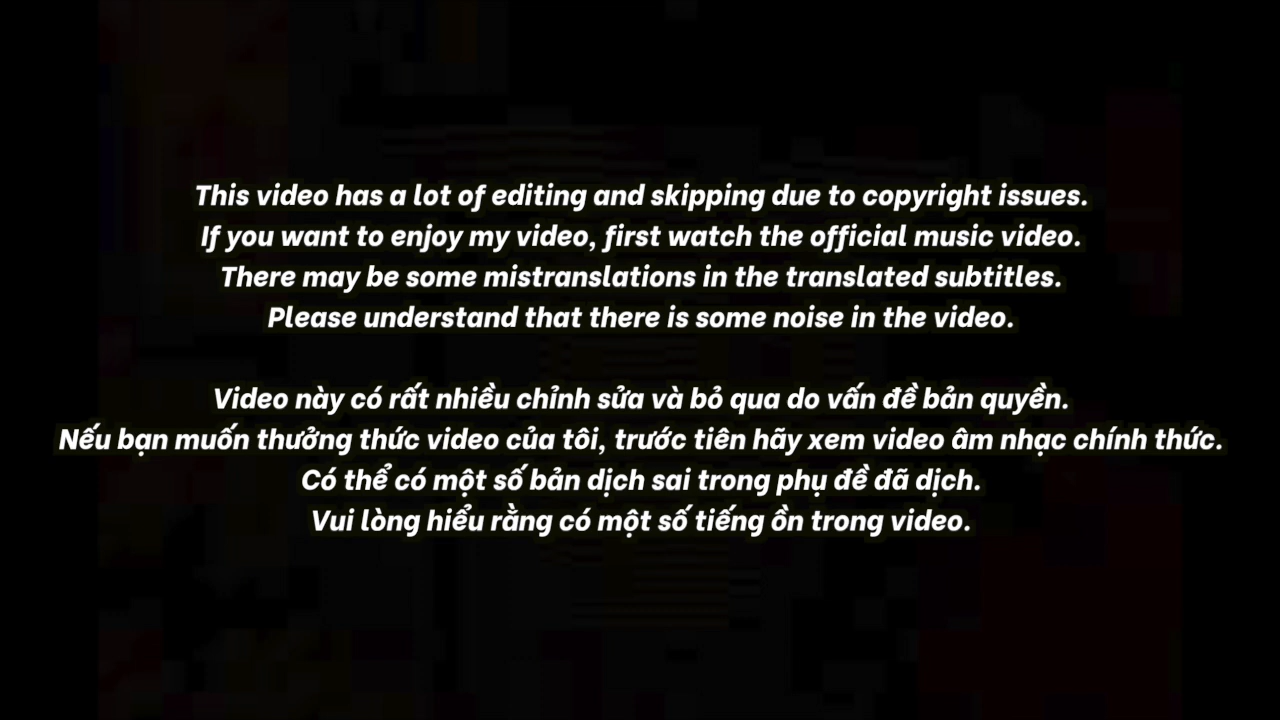 This video has a lot of editing and skipping due to copyright issues.
If you want to enjoy my video, first watch the official music video.
There may be some mistranslations in the translated subtitles.
Please understand that there is some noise in the video.
Video này có rất nhiều chỉnh sửa và bỏ qua do vấn đề bản quyền.
Nếu bạn muốn thưởng thức video của tôi, trước tiên hãy xem video âm nhạc chính thức.
Có thể có một số bản dịch sai trong phụ đề đã dịch.
Vui lòng hiểu rằng có một số tiếng ồn trong video.